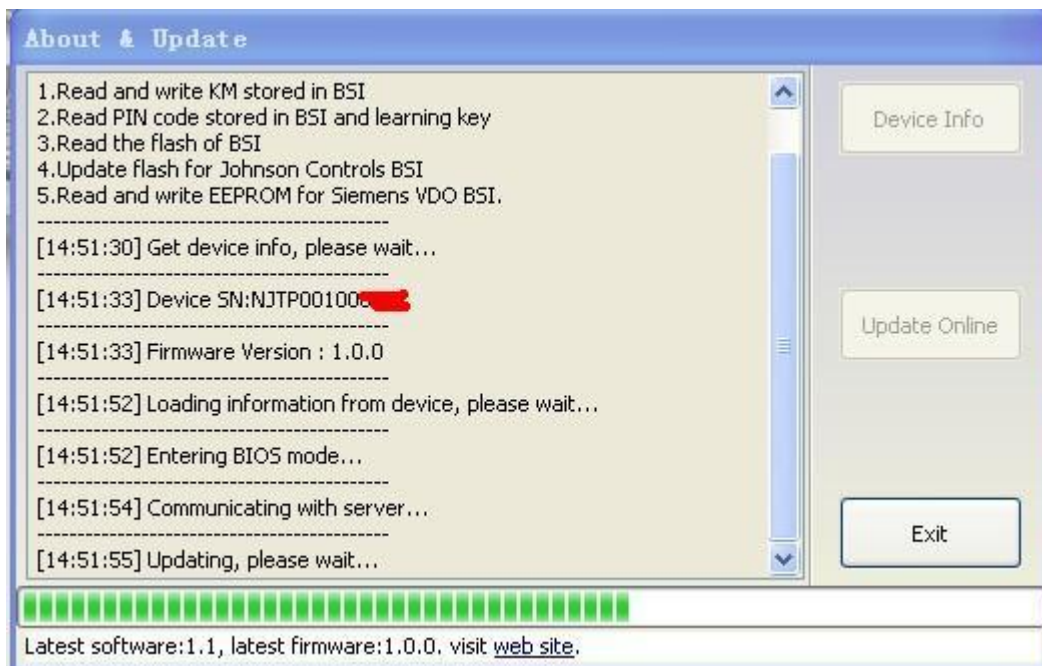 About & Update
1.Read and write KM stored in BSI
2.Read PIN code stored in BSI and learning key
3.Read the flash of BSI
4.Update flash for Johnson Controls BSI
5.Read and write EEPROM for Siemens VDO BSI.
-------------------------------------------
[14:51:30] Get device info, please wait...
-------------------------------------------
[14:51:33] Device SN:NJTP00100
-------------------------------------------
[14:51:33] Firmware Version : 1.0.0
-------------------------------------------
[14:51:52] Loading information from device, please wait...
-------------------------------------------
[14:51:52] Entering BIOS mode...
-------------------------------------------
[14:51:54] Communicating with server...
-------------------------------------------
[14:51:55] Updating, please wait...
Device Info
Update Online
Exit
Latest software:1.1, latest firmware:1.0.0. visit web site.